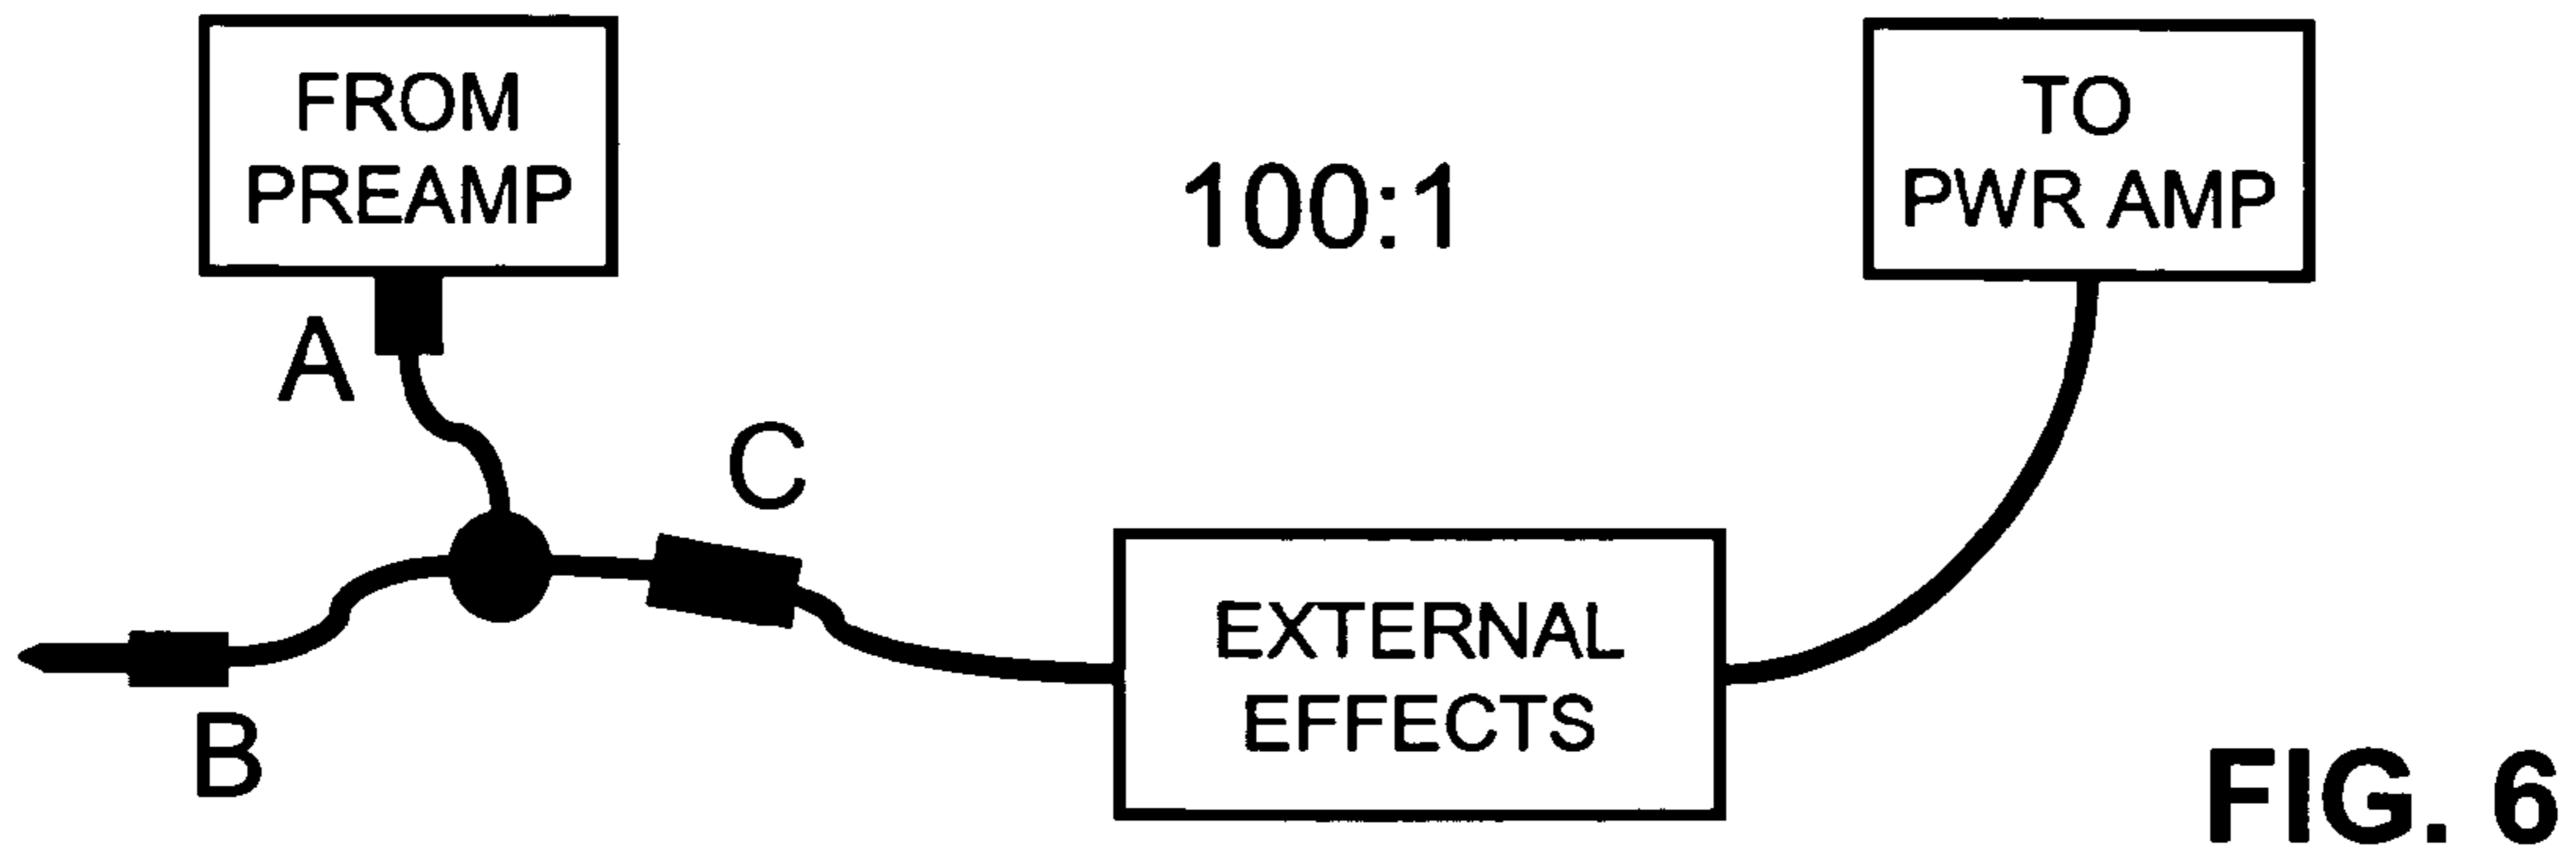 FROM
PREAMP
100:1
TO
PWR AMP
A
C
B
EXTERNAL
EFFECTS
FIG. 6